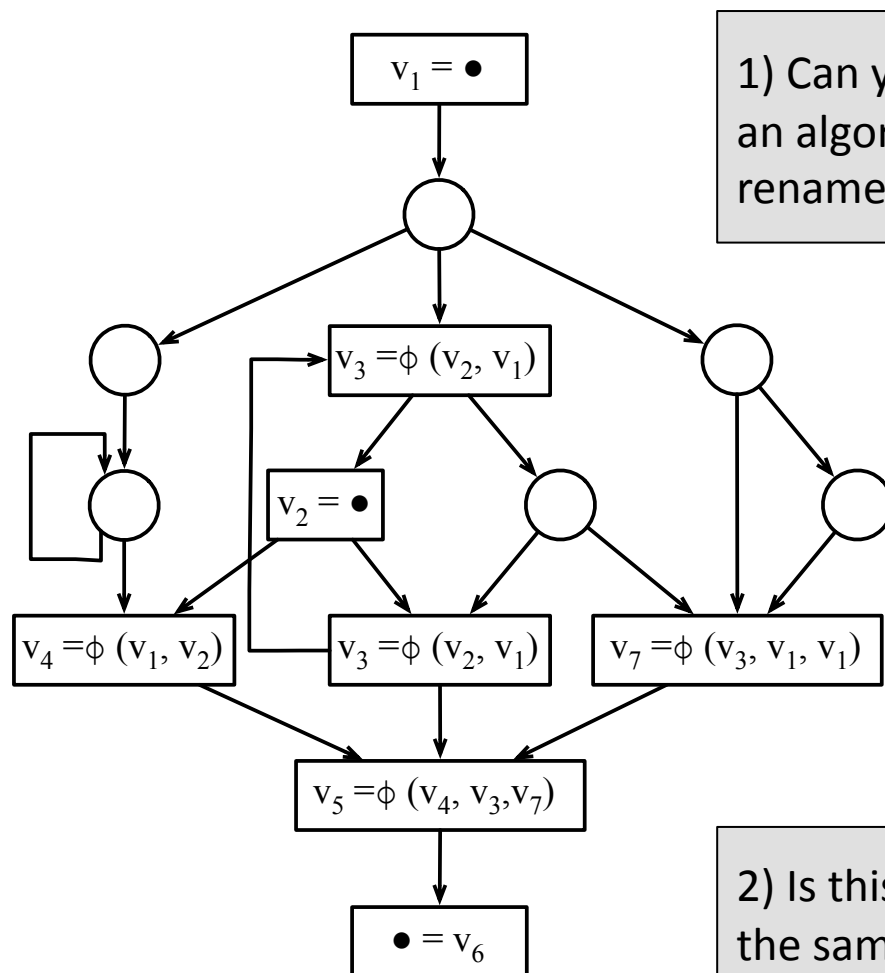 v₁ = ●
1) Can y
an algor
rename
v₃ =ϕ (v₂, v₁)
v₂ = ●
v₄ =ϕ (v₁, v₂)
v₃ =ϕ (v₂, v₁)
v₇ =ϕ (v₃, v₁, v₁)
v₅ =ϕ (v₄, v₃,v₇)
2) Is this
the sam
● = v₆